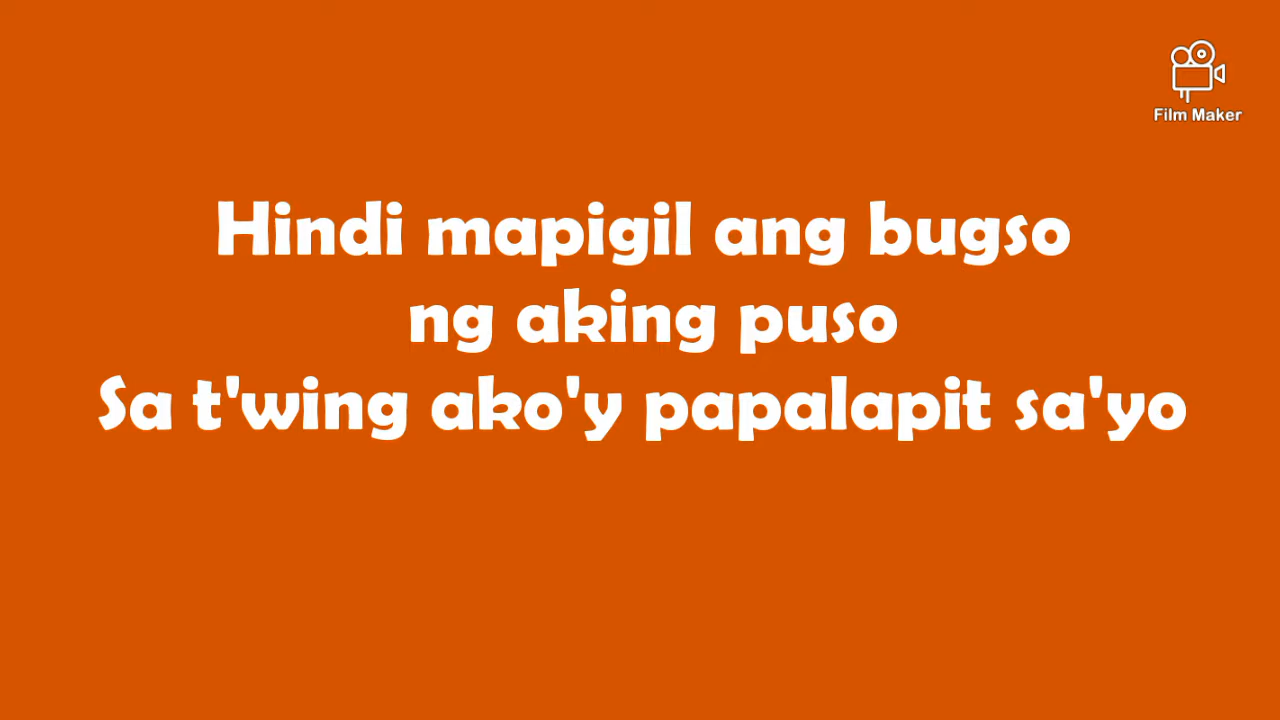 Film Maker
Hindi mapigil ang bugso
ng aking puso
Sa t'wing ako'y papalapit sa'yo